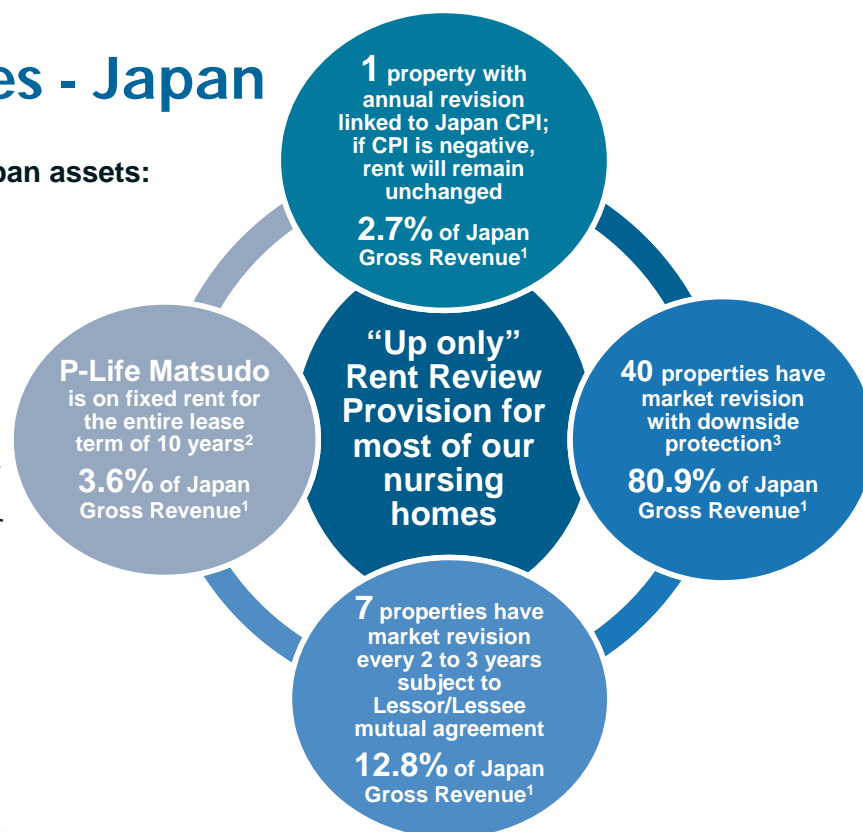 es - Japan
pan assets:
1 property with
annual revision
linked to Japan CPI;
if CPI is negative,
rent will remain
unchanged
2.7% of Japan
Gross Revenue¹
P-Life Matsudo
is on fixed rent for
the entire lease
term of 10 years²
3.6% of Japan
Gross Revenue¹
“Up only”
Rent Review
Provision for
most of our
nursing
homes
40 properties have
market revision
with downside
protection³
80.9% of Japan
Gross Revenue¹
7 properties have
market revision
every 2 to 3 years
subject to
Lessor/Lessee
mutual agreement
12.8% of Japan
Gross Revenue¹